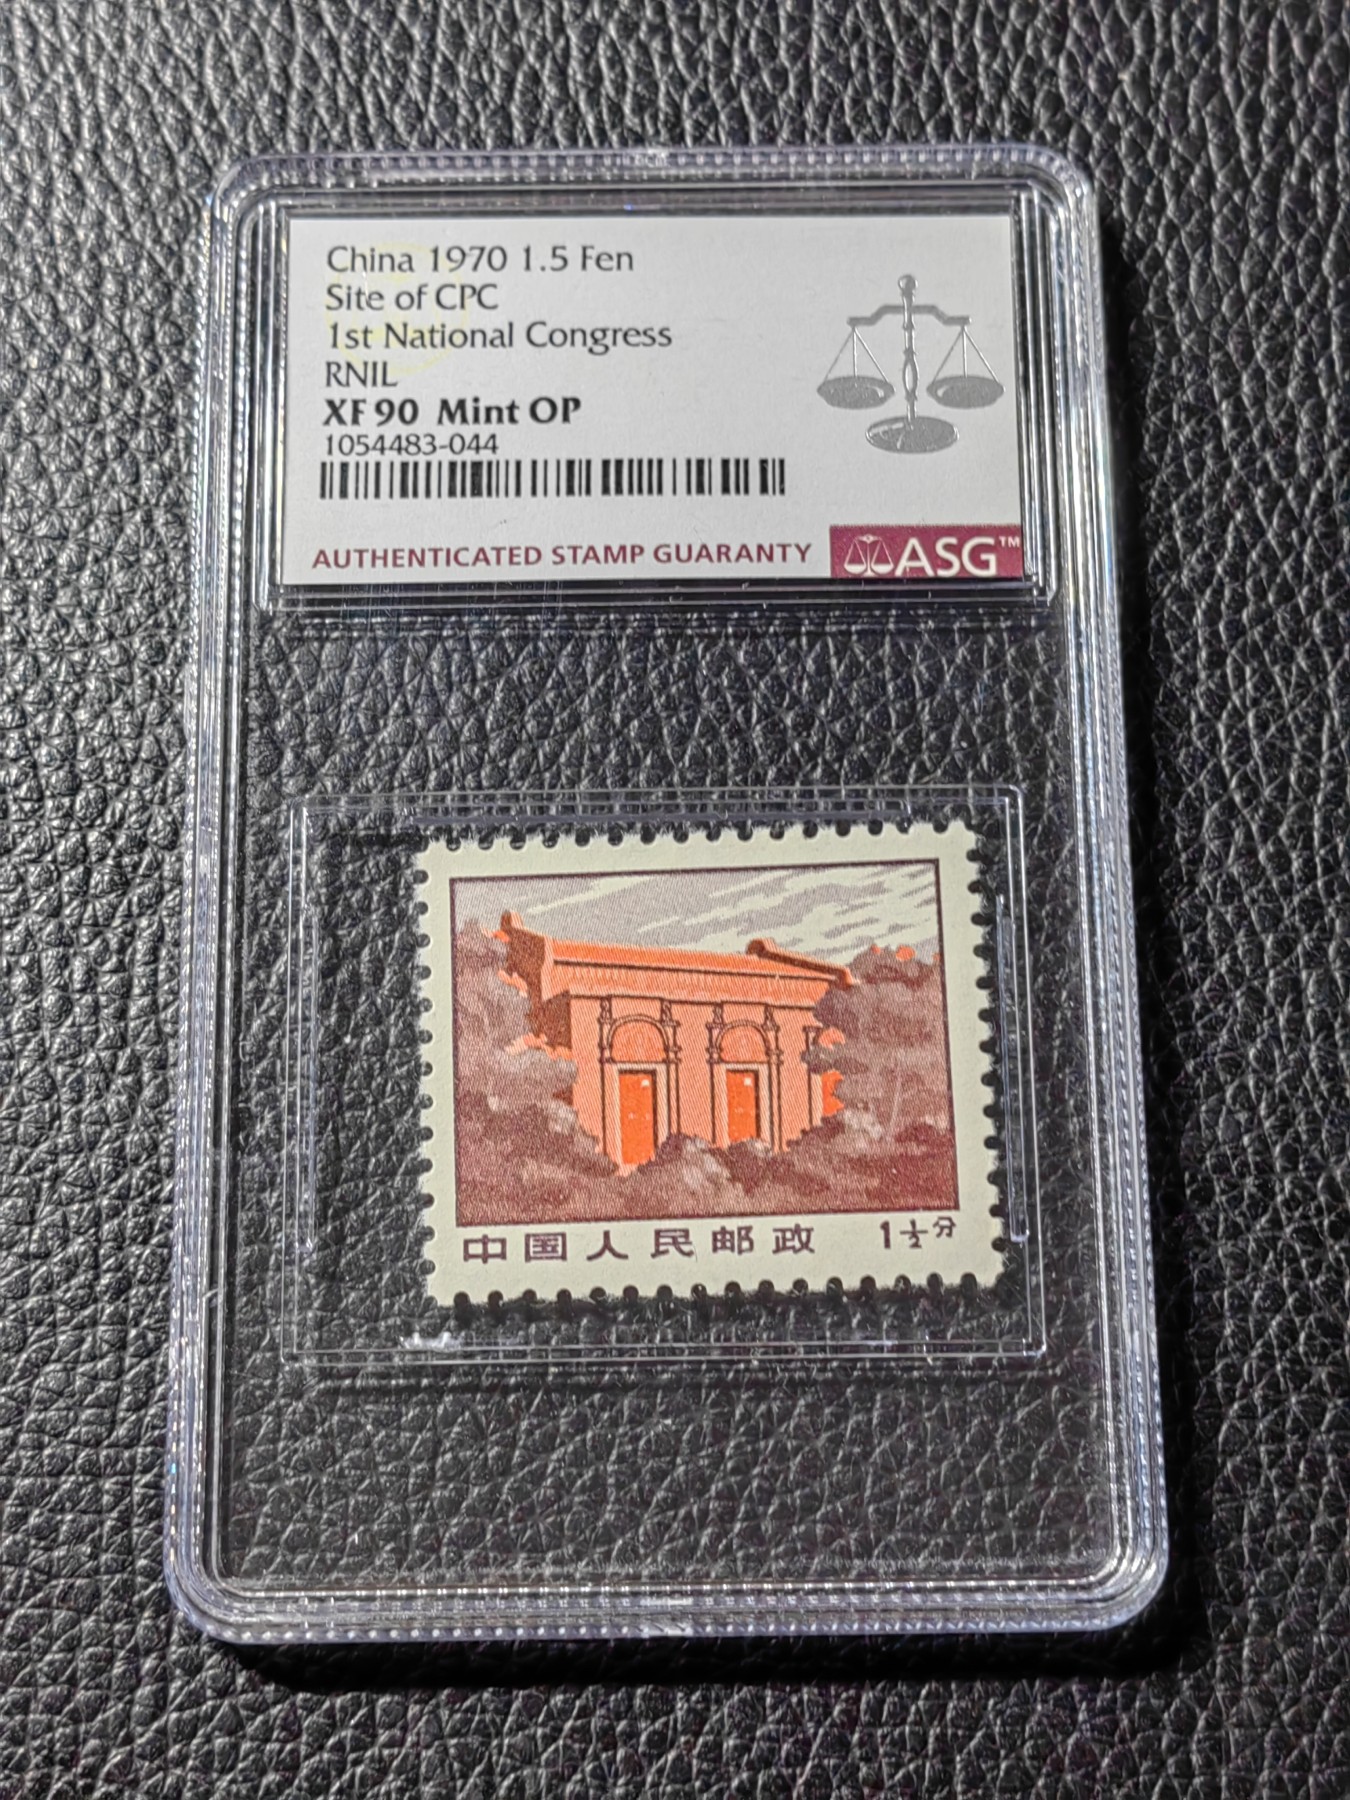 China 1970 1.5 Fen
Site of CPC
1st National Congress
RNIL
XF 90 Mint OP
1054483-044
AUTHENTICATED STAMP GUARANTY
ASG™
中国人民邮政 1½分